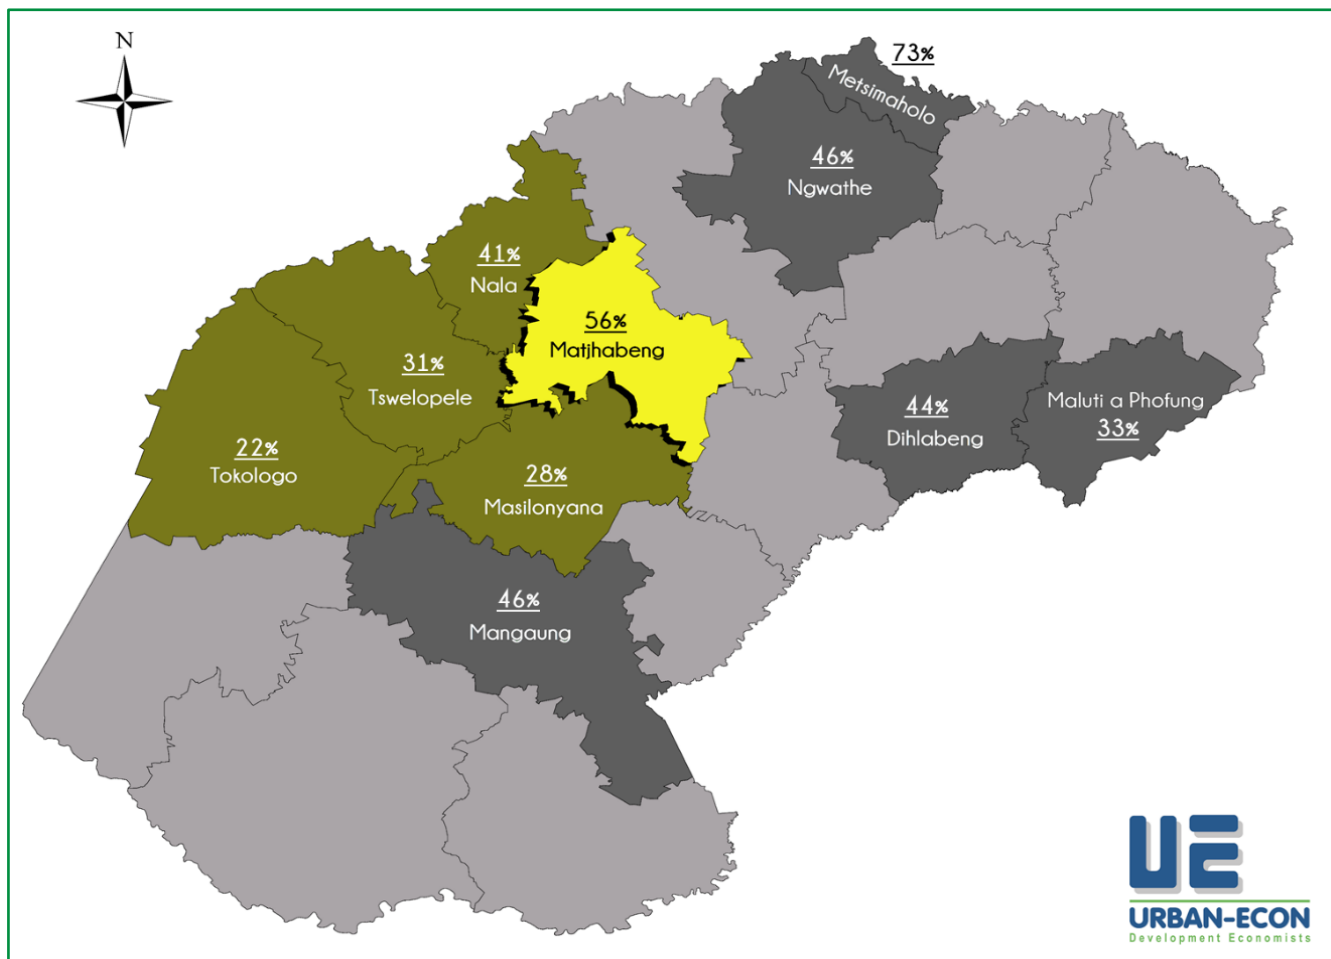 N
73%
Metsimaholo
46%
Ngwathe
41%
Nala
56%
Matjhabeng
31%
Tswelopele
22%
Tokologo
28%
Masilonyana
44%
Dihlabeng
Maluti a Phofung
33%
46%
Mangaung
UE
URBAN-ECON
Development Economists